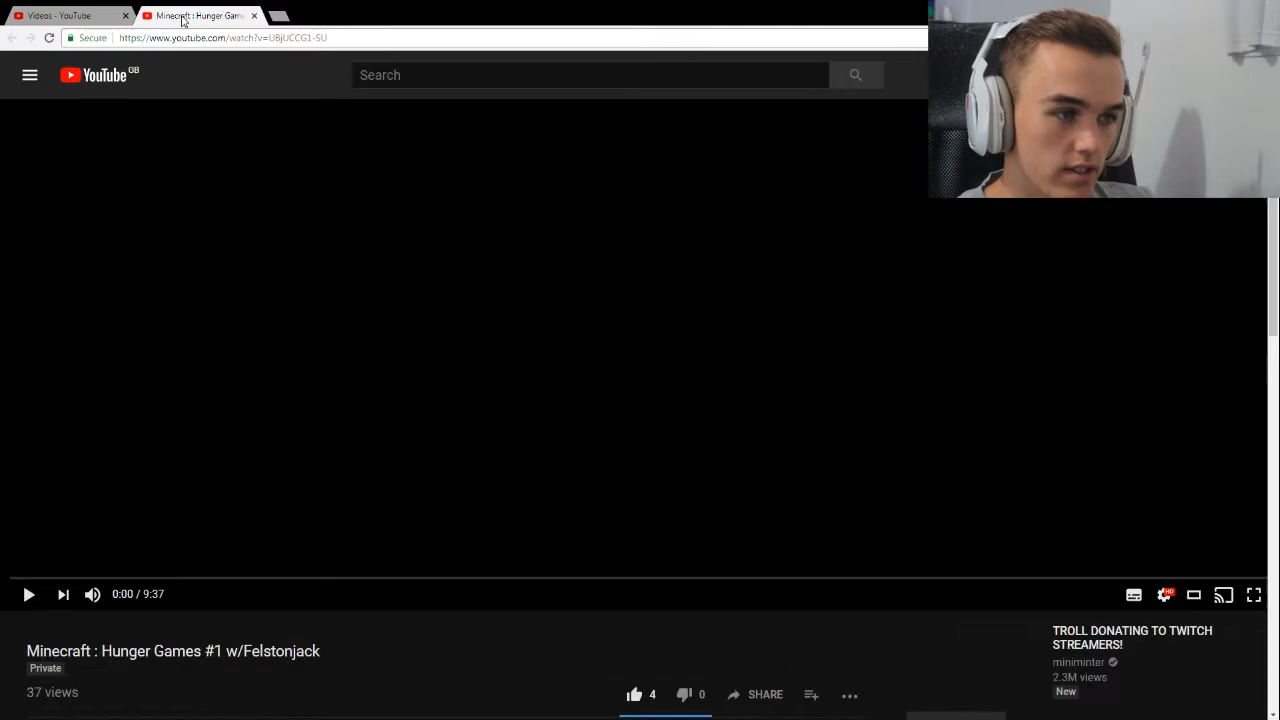 Videos - YouTube
Minecraft : Hunger Game
Secure
https://www.youtube.com/watch?v=UBjUCCG1-SU
YouTube GB
Search
0:00 / 9:37
HD
Minecraft : Hunger Games #1 w/Felstonjack
Private
37 views
4
0
SHARE
TROLL DONATING TO TWITCH
STREAMERS!
miniminter
2.3M views
New